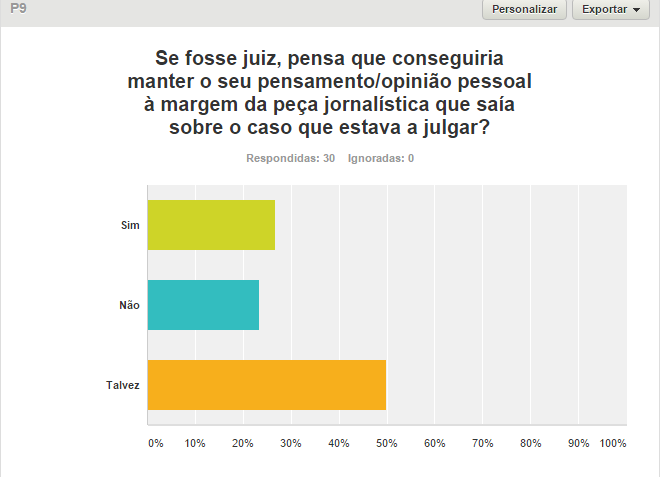 P9
Personalizar
Exportar
Se fosse juiz, pensa que conseguiria
manter o seu pensamento/opinião pessoal
à margem da peça jornalística que saía
sobre o caso que estava a julgar?
Respondidas: 30 Ignoradas: 0
Sim
Não
Talvez
0% 10% 20% 30% 40% 50% 60% 70% 80% 90% 100%